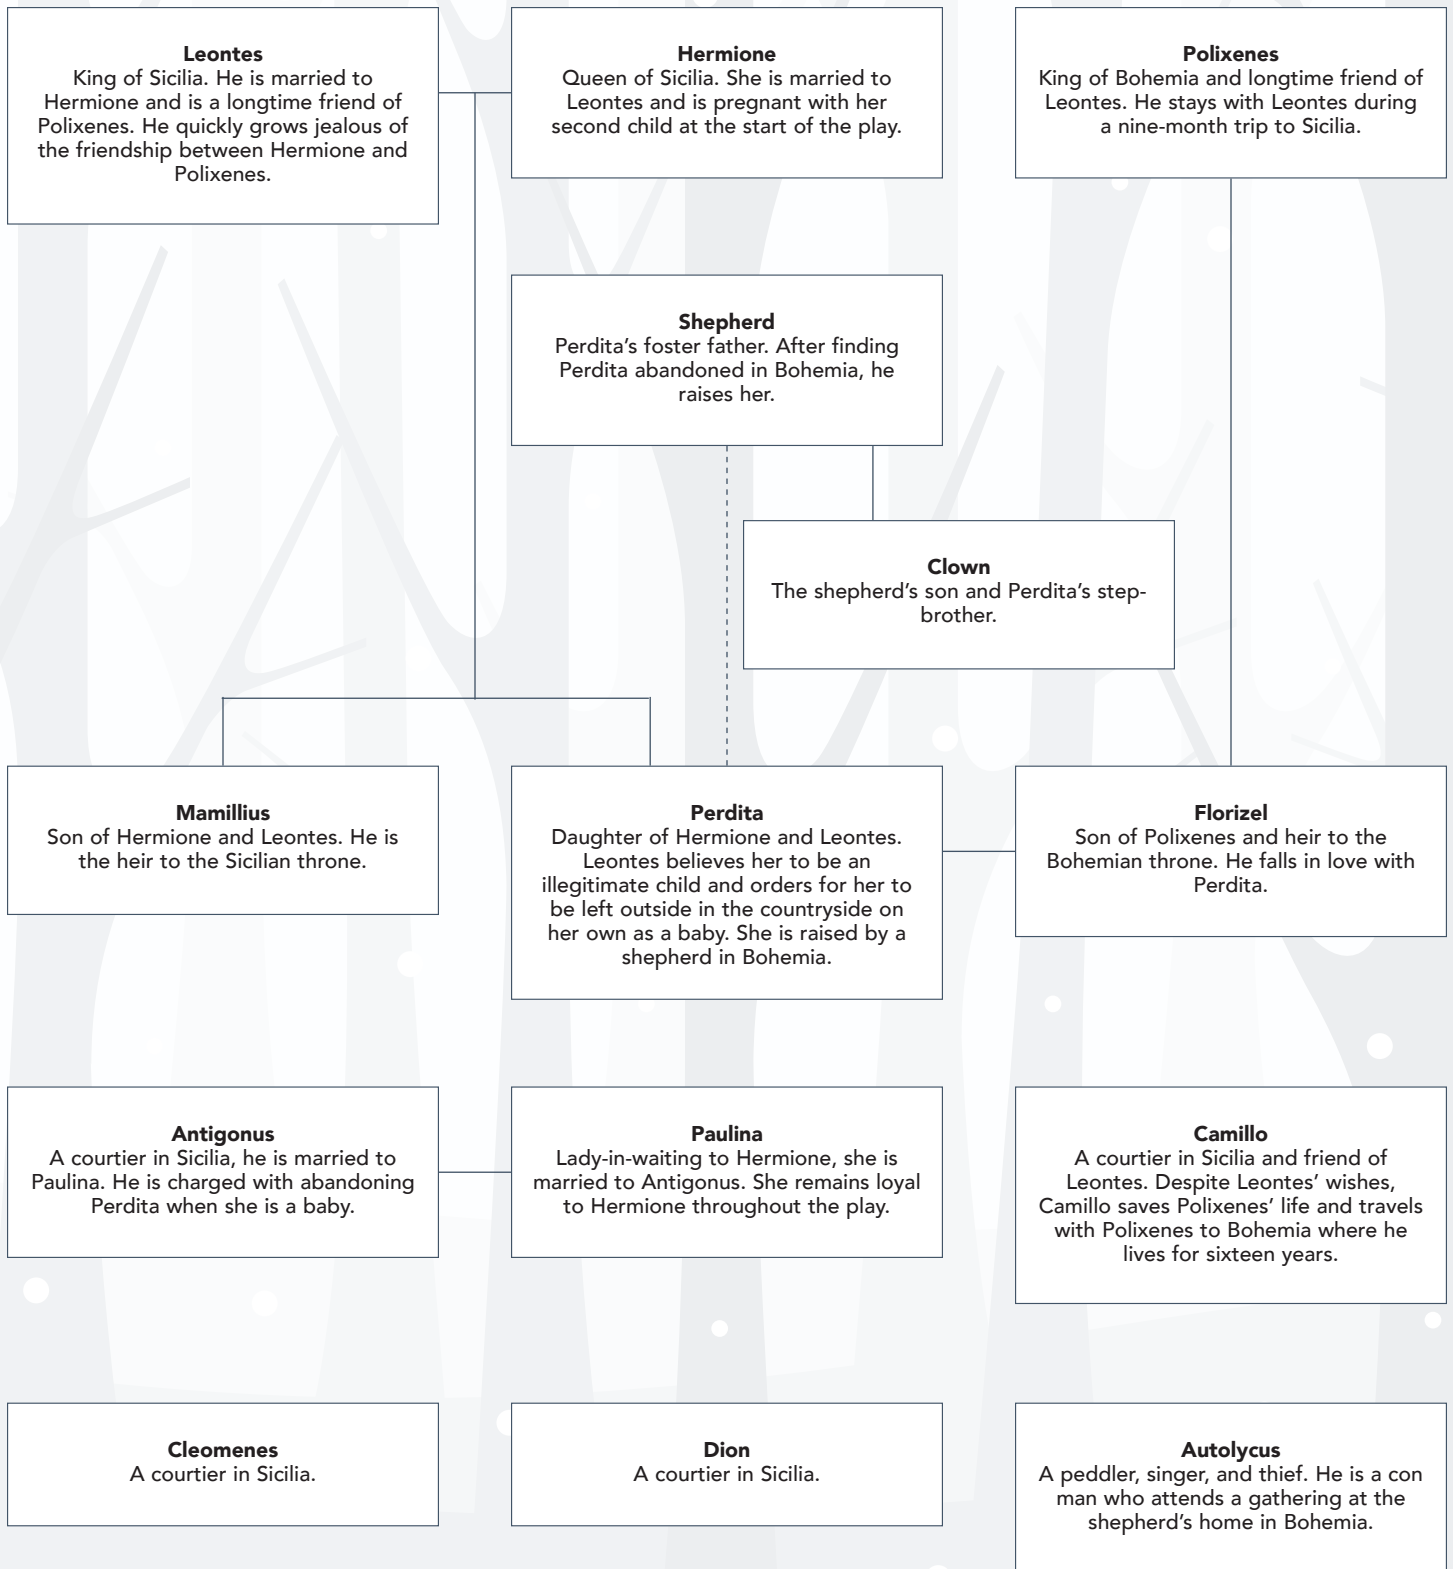 Leontes
King of Sicilia. He is married to
Hermione and is a longtime friend of
Polixenes. He quickly grows jealous of
the friendship between Hermione and
Polixenes.
Hermione
Queen of Sicilia. She is married to
Leontes and is pregnant with her
second child at the start of the play.
Polixenes
King of Bohemia and longtime friend of
Leontes. He stays with Leontes during
a nine-month trip to Sicilia.
Shepherd
Perdita’s foster father. After finding
Perdita abandoned in Bohemia, he
raises her.
Clown
The shepherd’s son and Perdita’s step-
brother.
Mamillius
Son of Hermione and Leontes. He is
the heir to the Sicilian throne.
Perdita
Daughter of Hermione and Leontes.
Leontes believes her to be an
illegitimate child and orders for her to
be left outside in the countryside on
her own as a baby. She is raised by a
shepherd in Bohemia.
Florizel
Son of Polixenes and heir to the
Bohemian throne. He falls in love with
Perdita.
Antigonus
A courtier in Sicilia, he is married to
Paulina. He is charged with abandoning
Perdita when she is a baby.
Paulina
Lady-in-waiting to Hermione, she is
married to Antigonus. She remains loyal
to Hermione throughout the play.
Camillo
A courtier in Sicilia and friend of
Leontes. Despite Leontes’ wishes,
Camillo saves Polixenes’ life and travels
with Polixenes to Bohemia where he
lives for sixteen years.
Cleomenes
A courtier in Sicilia.
Dion
A courtier in Sicilia.
Autolycus
A peddler, singer, and thief. He is a con
man who attends a gathering at the
shepherd’s home in Bohemia.